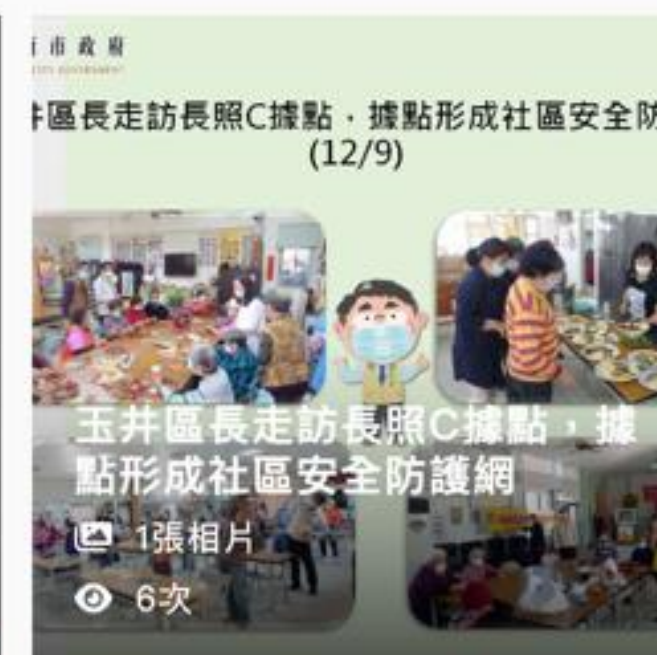 市政府
井區長走訪長照C據點，據點形成社區安全防
(12/9)
玉井區長走訪長照C據點，據
點形成社區安全防護網
1張相片
6次